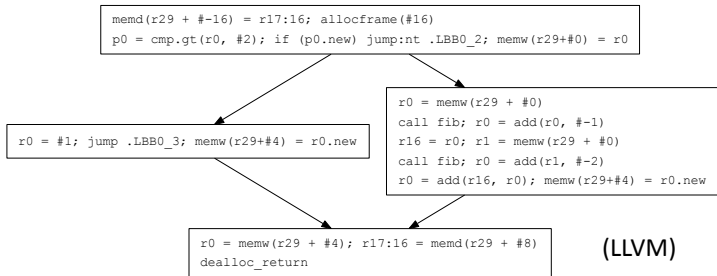 memd(r29 + #-16) = r17:16; allocframe(#16)
p0 = cmp.gt(r0, #2); if (p0.new) jump:nt .LBB0_2; memw(r29+#0) = r0
r0 = #1; jump .LBB0_3; memw(r29+#4) = r0.new
r0 = memw(r29 + #0)
call fib; r0 = add(r0, #-1)
r16 = r0; r1 = memw(r29 + #0)
call fib; r0 = add(r1, #-2)
r0 = add(r16, r0); memw(r29+#4) = r0.new
r0 = memw(r29 + #4); r17:16 = memd(r29 + #8)
dealloc_return
(LLVM)